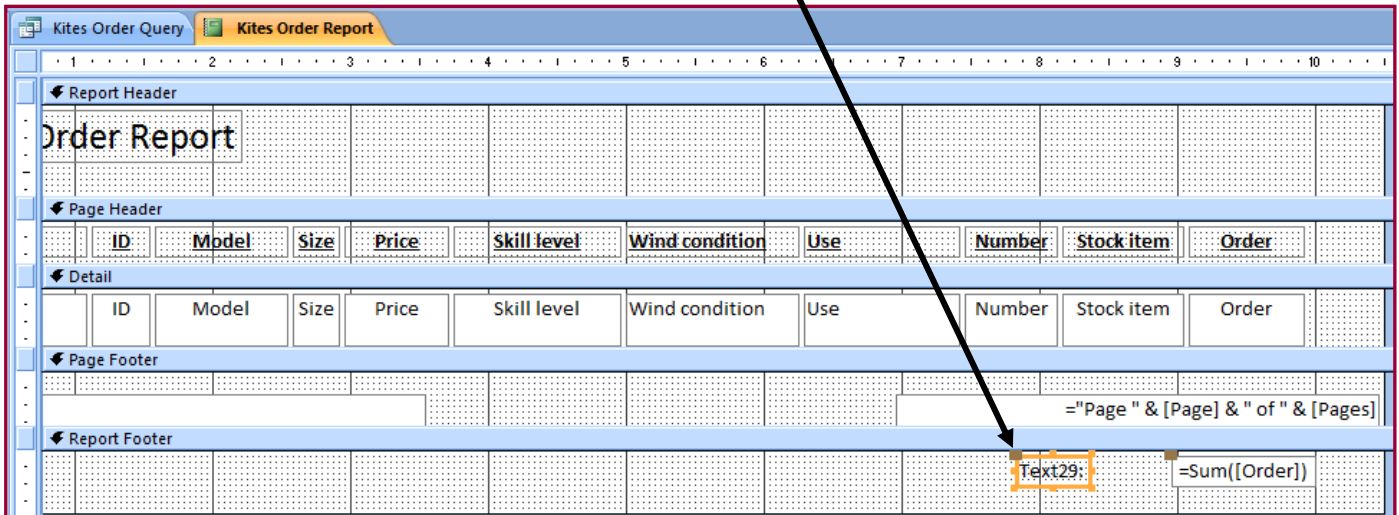 Kites Order Query Kites Order Report
1 2 3 4 5 6 7 8 9 10
Report Header
Order Report
Page Header
ID Model Size Price Skill level Wind condition Use Number Stock item Order
Detail
ID Model Size Price Skill level Wind condition Use Number Stock item Order
Page Footer
="Page " & [Page] & " of " & [Pages]
Report Footer
Text29: =Sum([Order])